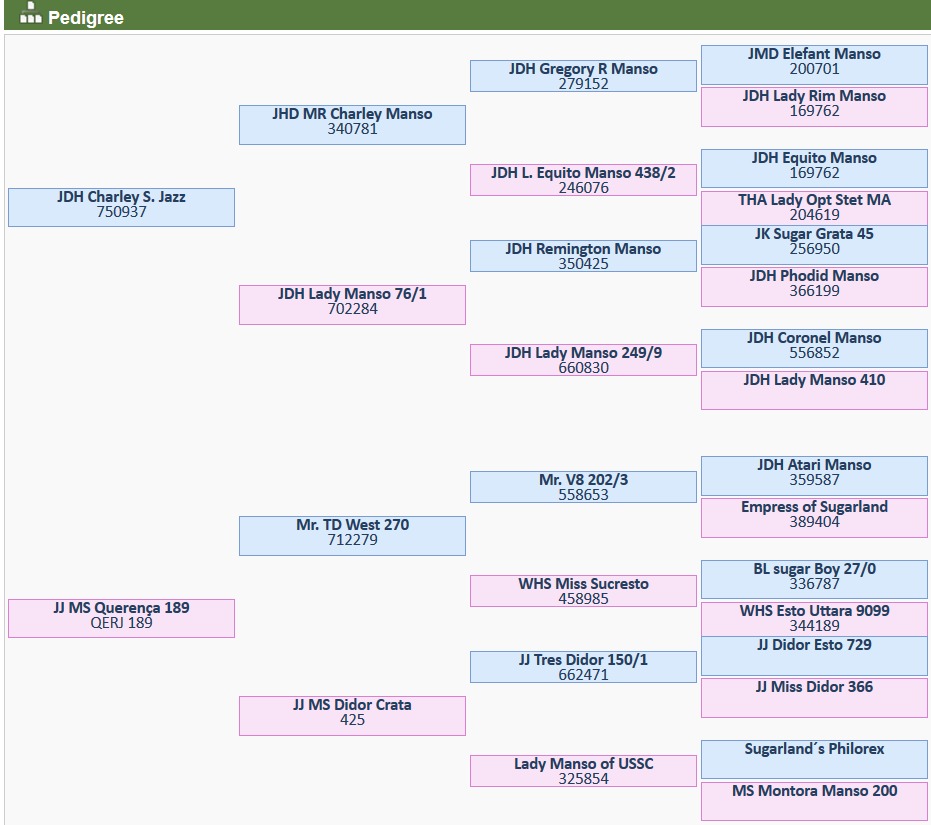 Pedigree
JDH Charley S. Jazz
750937
JHD MR Charley Manso
340781
JDH Gregory R Manso
279152
JMD Elefant Manso
200701
JDH Lady Rim Manso
169762
JDH L. Equito Manso 438/2
246076
JDH Equito Manso
169762
THA Lady Opt Stet MA
204619
JDH Lady Manso 76/1
702284
JDH Remington Manso
350425
JK Sugar Grata 45
256950
JDH Phodid Manso
366199
JDH Lady Manso 249/9
660830
JDH Coronel Manso
556852
JDH Lady Manso 410
JJ MS Querença 189
QERJ 189
Mr. TD West 270
712279
Mr. V8 202/3
558653
JDH Atari Manso
359587
Empress of Sugarland
389404
WHS Miss Sucresto
458985
BL sugar Boy 27/0
336787
WHS Esto Uttara 9099
344189
JJ MS Didor Crata
425
JJ Tres Didor 150/1
662471
JJ Didor Esto 729
JJ Miss Didor 366
Lady Manso of USSC
325854
Sugarland´s Philorex
MS Montora Manso 200